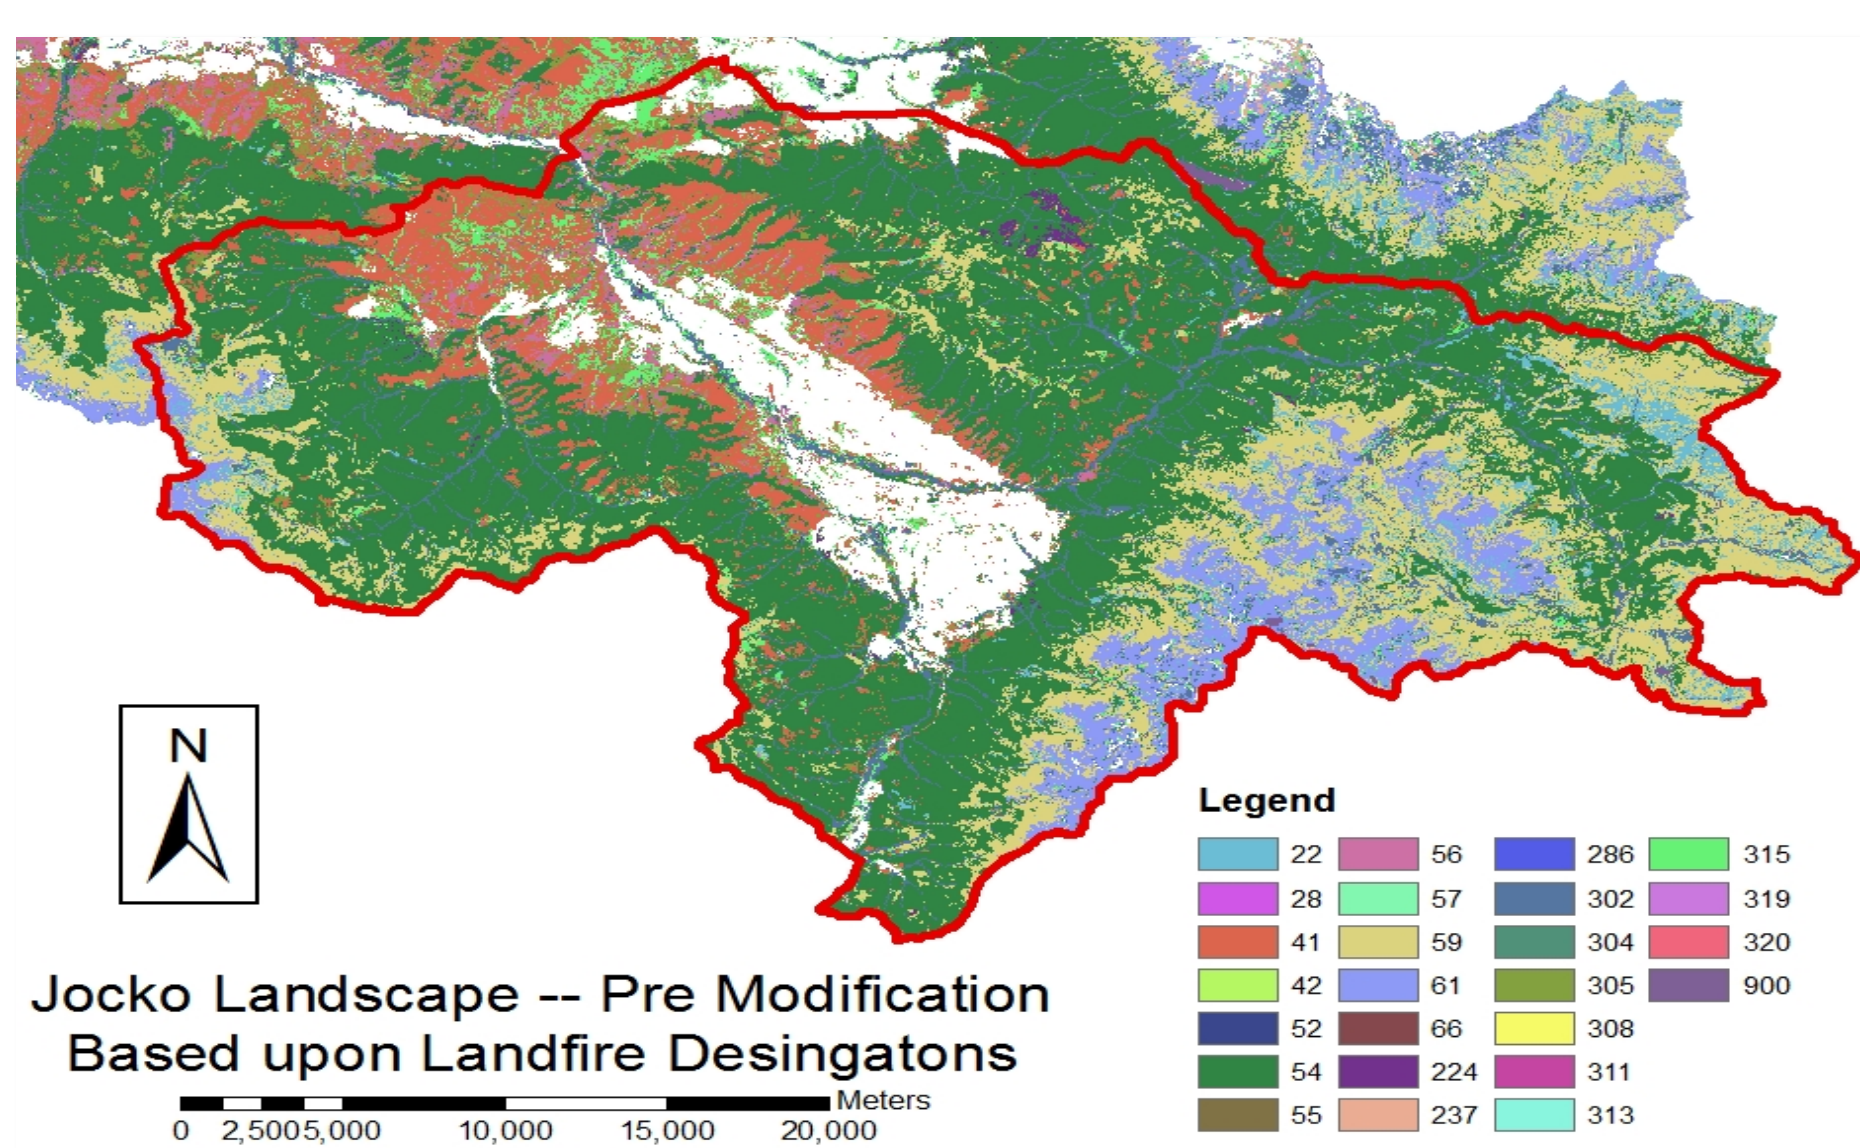 N
Legend
22 56 286 315
28 57 302 319
41 59 304 320
42 61 305 900
52 66 308
54 224 311
55 237 313
Jocko Landscape -- Pre Modification
Based upon Landfire Desingatons
Meters
0 2,5005,000 10,000 15,000 20,000